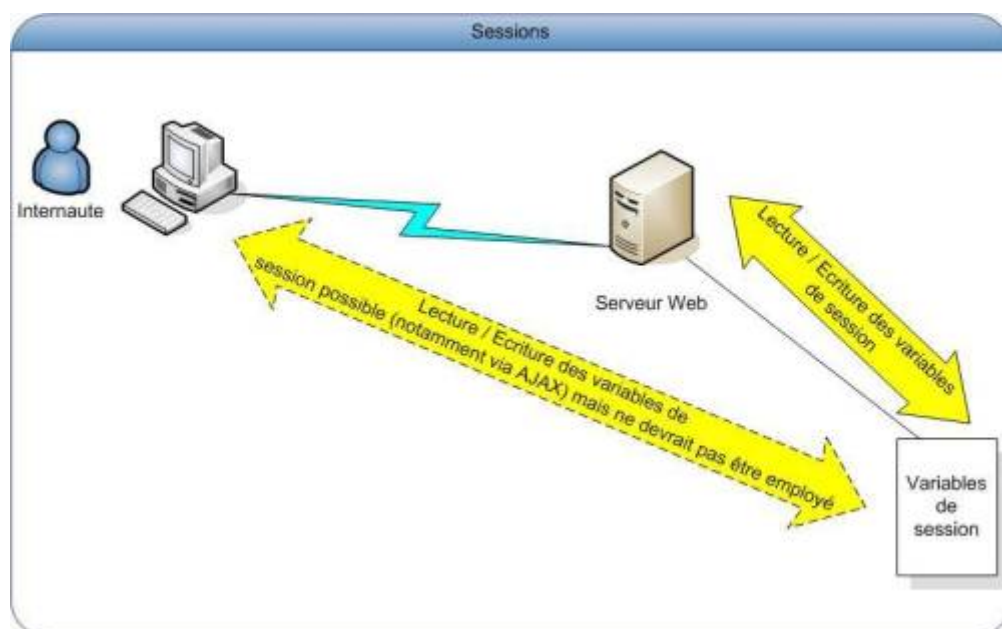 Sessions
Internaute
Serveur Web
Lecture / Ecriture des variables
de session
Lecture / Ecriture des variables de
session possible (notamment via AJAX) mais ne devrait pas être employé
Variables
de
session